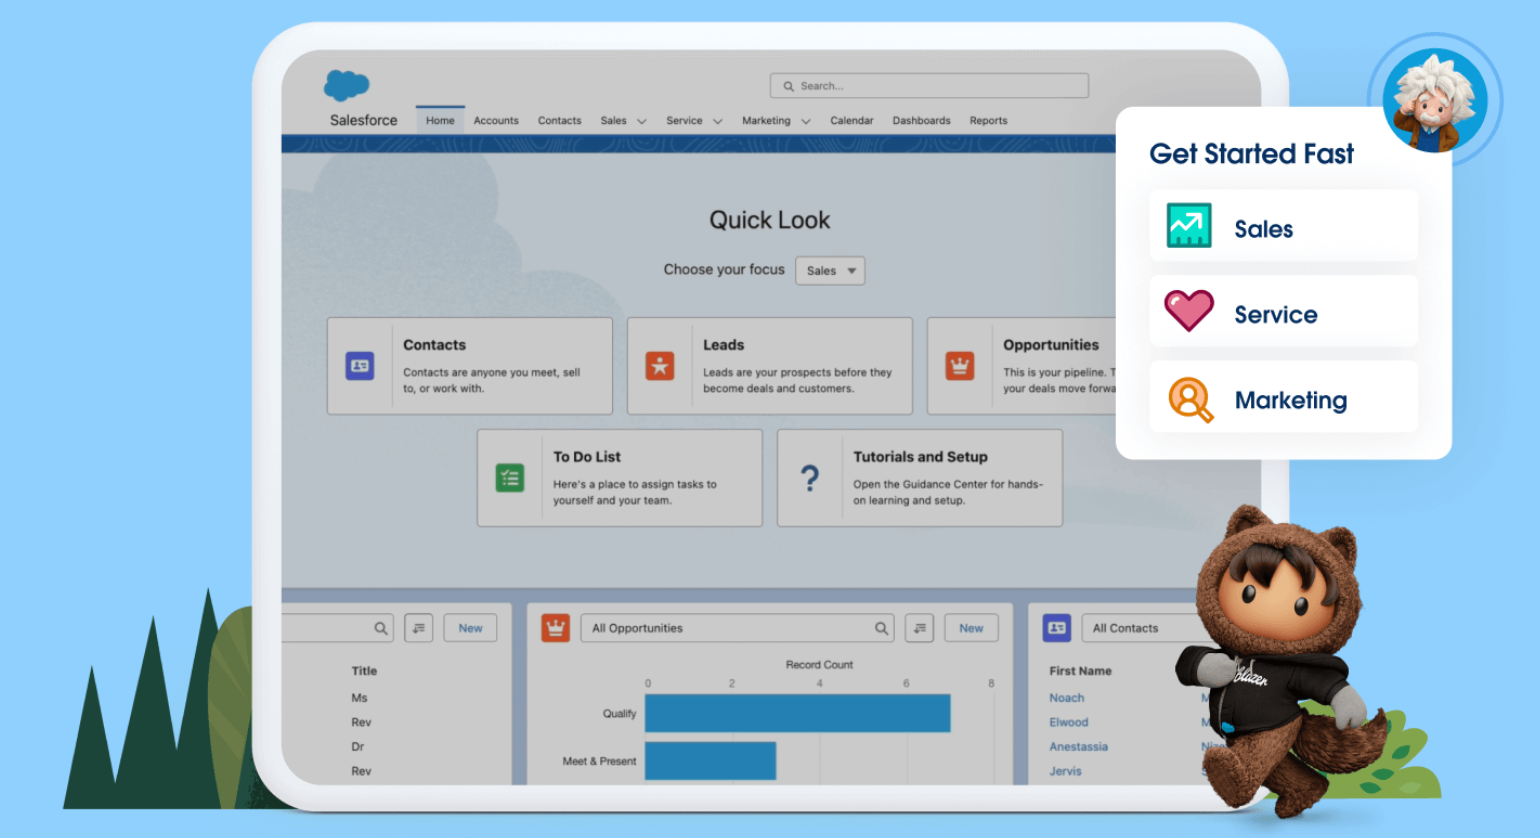 Search...
Salesforce
Home Accounts Contacts Sales Service Marketing Calendar Dashboards Reports
Get Started Fast
Sales
Service
Marketing
Quick Look
Choose your focus Sales
Contacts
Contacts are anyone you meet, sell
to, or work with.
Leads
Leads are your prospects before they
become deals and customers.
Opportunities
This is your pipeline.
your deals move
To Do List
Here's a place to assign tasks to
yourself and your team.
Tutorials and Setup
Open the Guidance Center for hands-
on learning and setup.
New
Title
Ms
Rev
Dr
Rev
All Opportunities New
Record Count
0 2 4 6 8
Qualify
Meet & Present
All Contacts
First Name
Noach
Elwood
Anestassia
Jervis